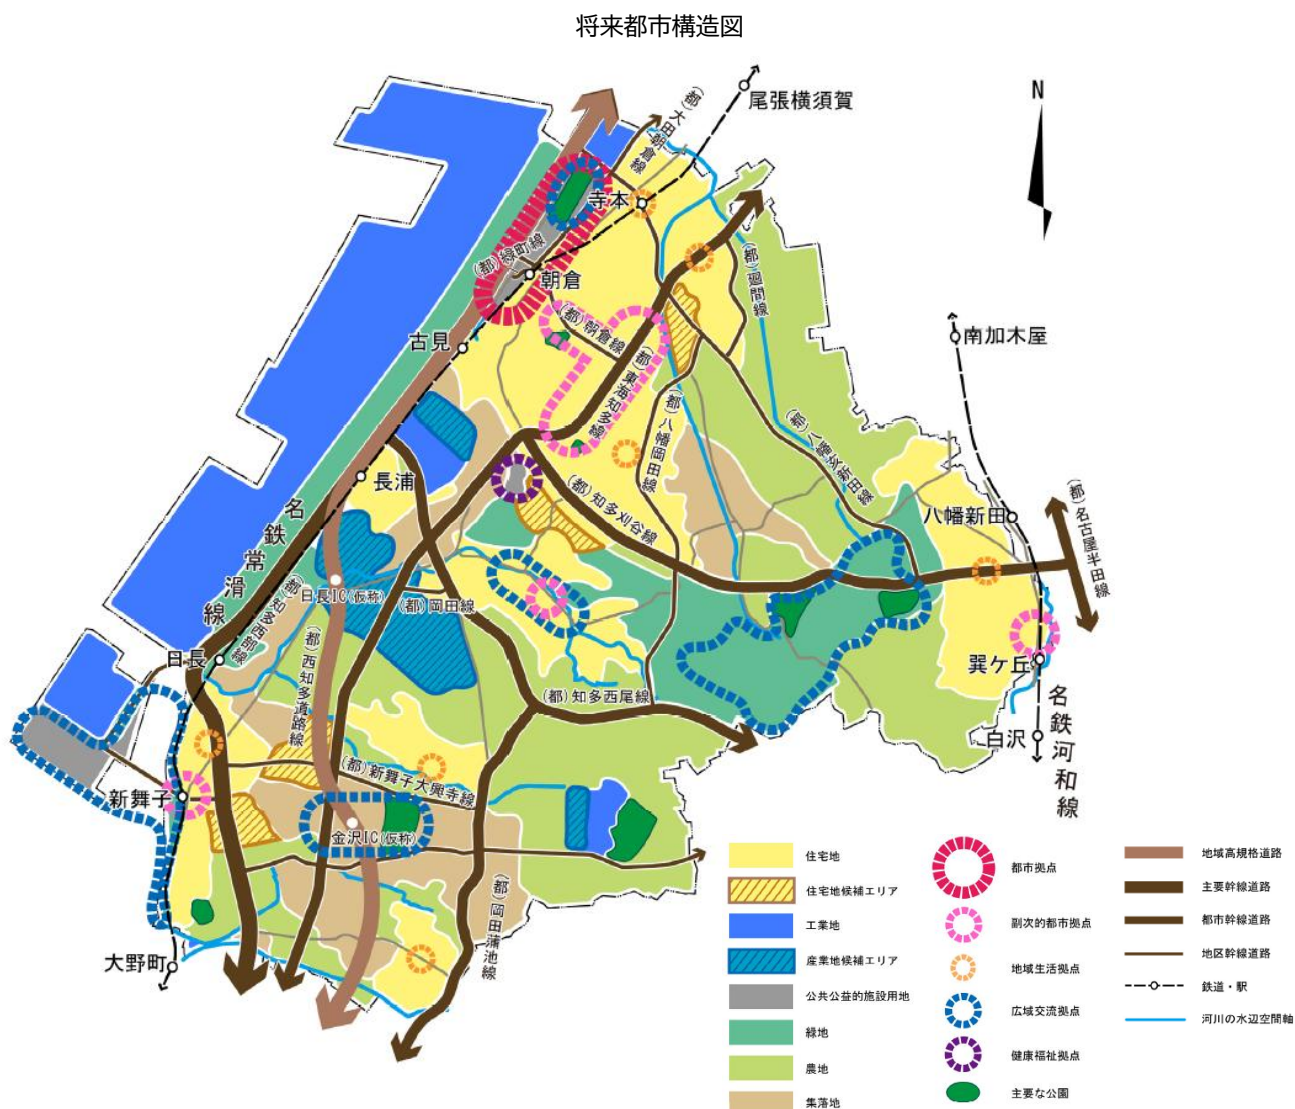 将来都市構造図
尾張横須賀
N
(都)大田朝倉線
寺本
(都)緑町線
朝倉
(都)廻間線
古見
(都)朝倉線
(都)東海知多線
南加木屋
(都)八幡岡田線
(都)八幡亥新田線
長浦
(都)知多刈谷線
八幡新田
(都)名古屋半田線
名鉄常滑線
日長IC(仮称)
(都)岡田線
(都)知多西部線
日長
(都)西知多道路線
(都)知多西尾線
巽ケ丘
名鉄河和線
白沢
新舞子
(都)新舞子大興寺線
金沢IC(仮称)
(都)岡田蒲池線
大野町
住宅地
住宅地候補エリア
工業地
産業地候補エリア
公共公益的施設用地
緑地
農地
集落地
都市拠点
副次的都市拠点
地域生活拠点
広域交流拠点
健康福祉拠点
主要な公園
地域高規格道路
主要幹線道路
都市幹線道路
地区幹線道路
鉄道・駅
河川の水辺空間軸